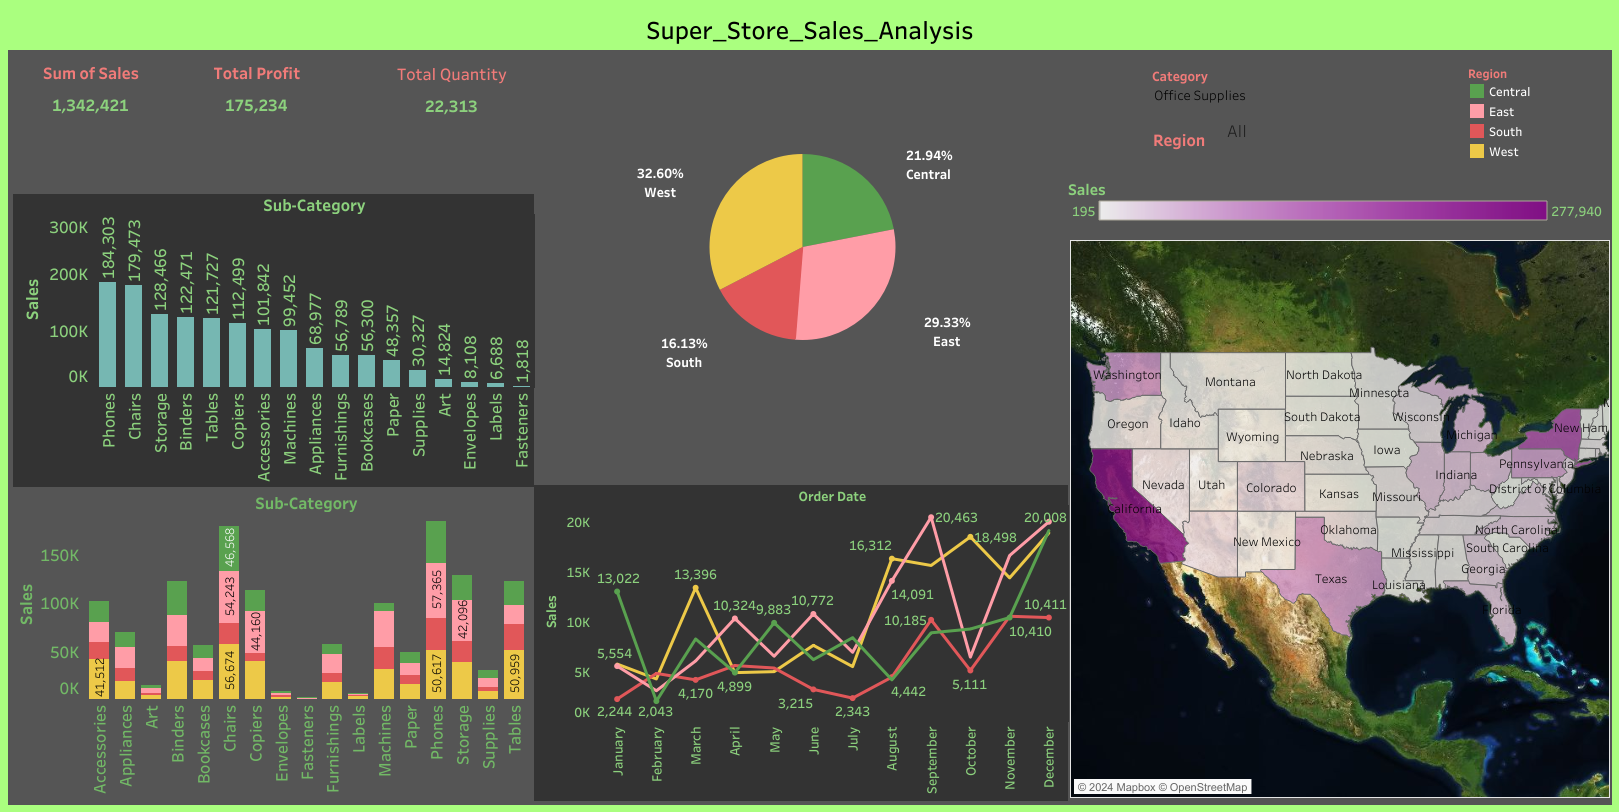 Super_Store_Sales_Analysis
Sum of Sales
1,342,421
Total Profit
175,234
Total Quantity
22,313
Category
Office Supplies
Region
All
Region
Central
East
South
West
32.60%
West
21.94%
Central
16.13%
South
29.33%
East
Sales
195
277,940
Sub-Category
Sales
300K
200K
100K
0K
184,303
179,473
128,466
122,471
121,727
112,499
101,842
99,452
68,977
56,789
56,300
48,357
30,327
14,824
8,108
6,688
1,818
Phones
Chairs
Storage
Binders
Tables
Copiers
Accessories
Machines
Appliances
Furnishings
Bookcases
Paper
Supplies
Art
Envelopes
Labels
Fasteners
Sub-Category
Sales
150K
100K
50K
0K
41,512
46,568
54,243
56,674
44,160
57,365
50,617
42,096
50,959
Accessories
Appliances
Art
Binders
Bookcases
Chairs
Copiers
Envelopes
Fasteners
Furnishings
Labels
Machines
Paper
Phones
Storage
Supplies
Tables
Order Date
Sales
20K
15K
10K
5K
0K
13,022
5,554
2,244
2,043
13,396
4,170
10,324
4,899
9,883
3,215
10,772
2,343
16,312
14,091
4,442
10,185
20,463
18,498
5,111
10,410
20,008
10,411
January
February
March
April
May
June
July
August
September
October
November
December
Washington
Montana
North Dakota
Minnesota
Oregon
Idaho
South Dakota
Wisconsin
Wyoming
Michigan
New Ham
Nebraska
Iowa
Pennsylvania
Nevada
Utah
Colorado
Kansas
Missouri
Indiana
District of Columbia
California
New Mexico
Oklahoma
North Carolina
Mississippi
South Carolina
Georgia
Texas
Louisiana
Florida
© 2024 Mapbox © OpenStreetMap